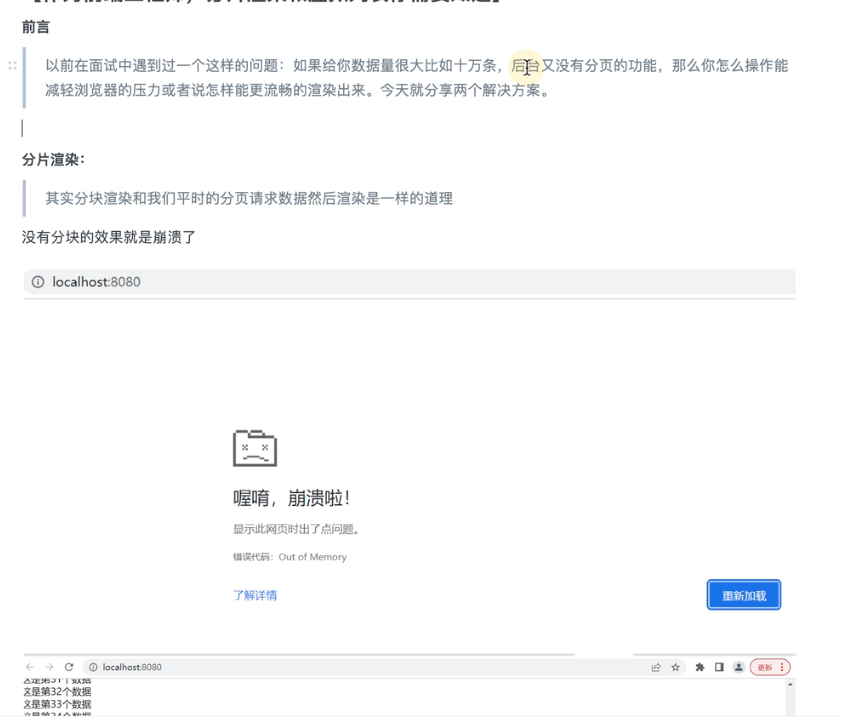 前言
以前在面试中遇到过一个这样的问题：如果给你数据量很大比如十万条，后台又没有分页的功能，那么你怎么操作能
减轻浏览器的压力或者说怎样能更流畅的渲染出来。今天就分享两个解决方案。
分片渲染：
其实分块渲染和我们平时的分页请求数据然后渲染是一样的道理
没有分块的效果就是崩溃了
localhost:8080
喔唷，崩溃啦！
显示此网页时出了点问题。
错误代码：Out of Memory
了解详情
重新加载
localhost:8080
更新
这是第31个数据
这是第32个数据
这是第33个数据